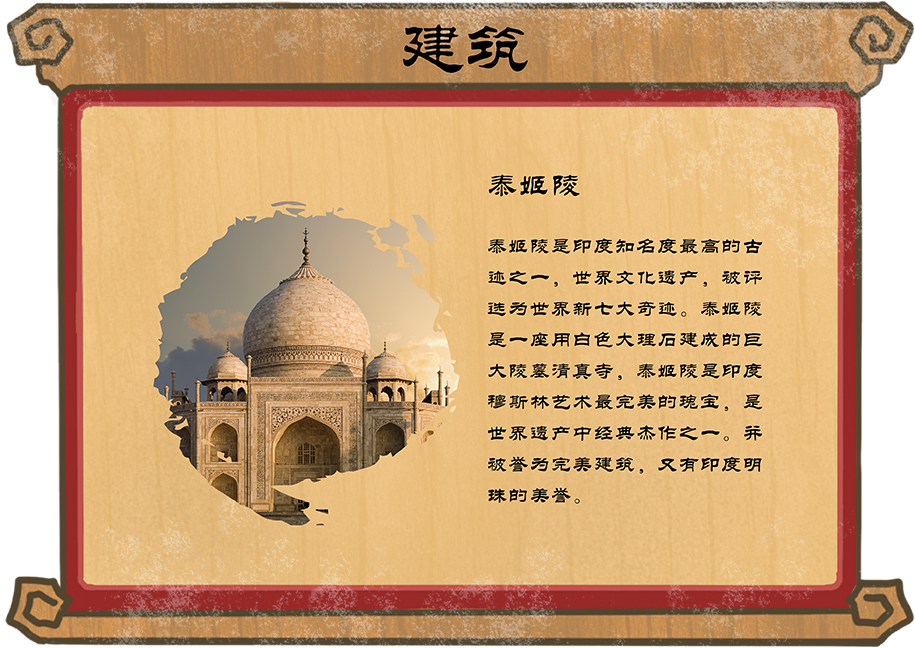 建筑
泰姬陵
泰姬陵是印度知名度最高的古
迹之一，世界文化遗产，被评
选为世界新七大奇迹。泰姬陵
是一座用白色大理石建成的巨
大陵墓清真寺，泰姬陵是印度
穆斯林艺术最完美的瑰宝，是
世界遗产中经典杰作之一。并
被誉为完美建筑，又有印度明
珠的美誉。